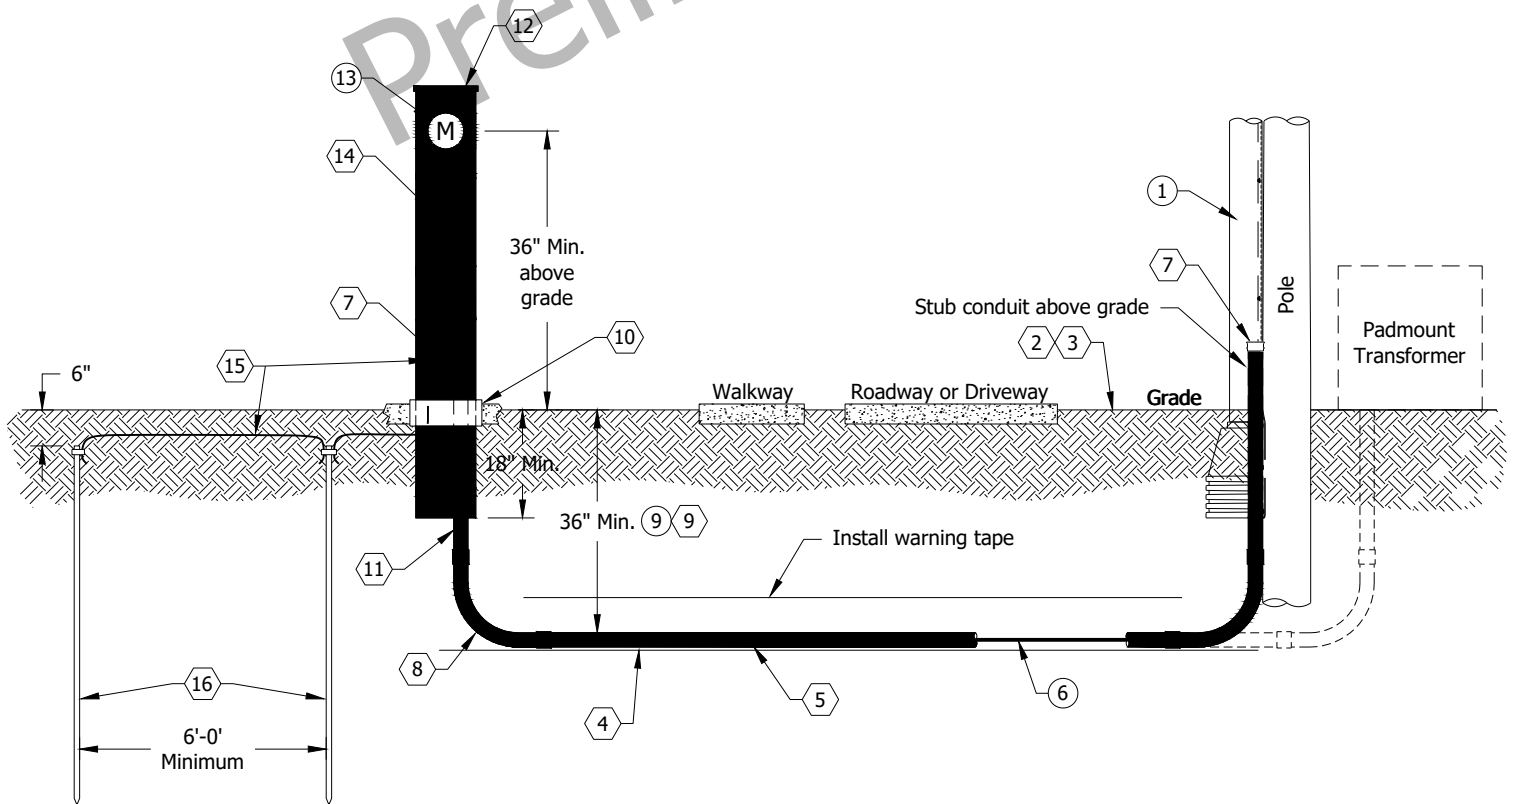 Prem
12
13
M
14
1
36" Min.
above
grade
7
7
Stub conduit above grade
Pole
10
2 3
Padmount
Transformer
15
6"
Walkway
Roadway or Driveway
Grade
18" Min.
36" Min. 9 9
Install warning tape
11
8
16
5
6
4
6'-0'
Minimum